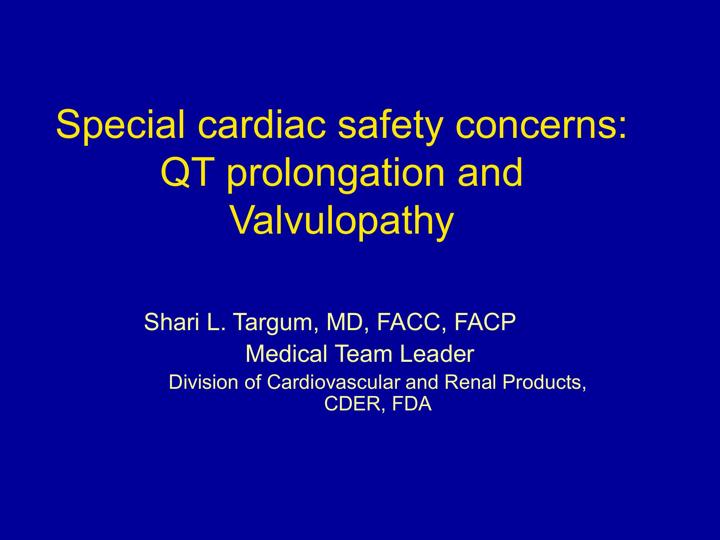 Special cardiac safety concerns:
QT prolongation and
Valvulopathy
Shari L. Targum, MD, FACC, FACP
Medical Team Leader
Division of Cardiovascular and Renal Products,
CDER, FDA